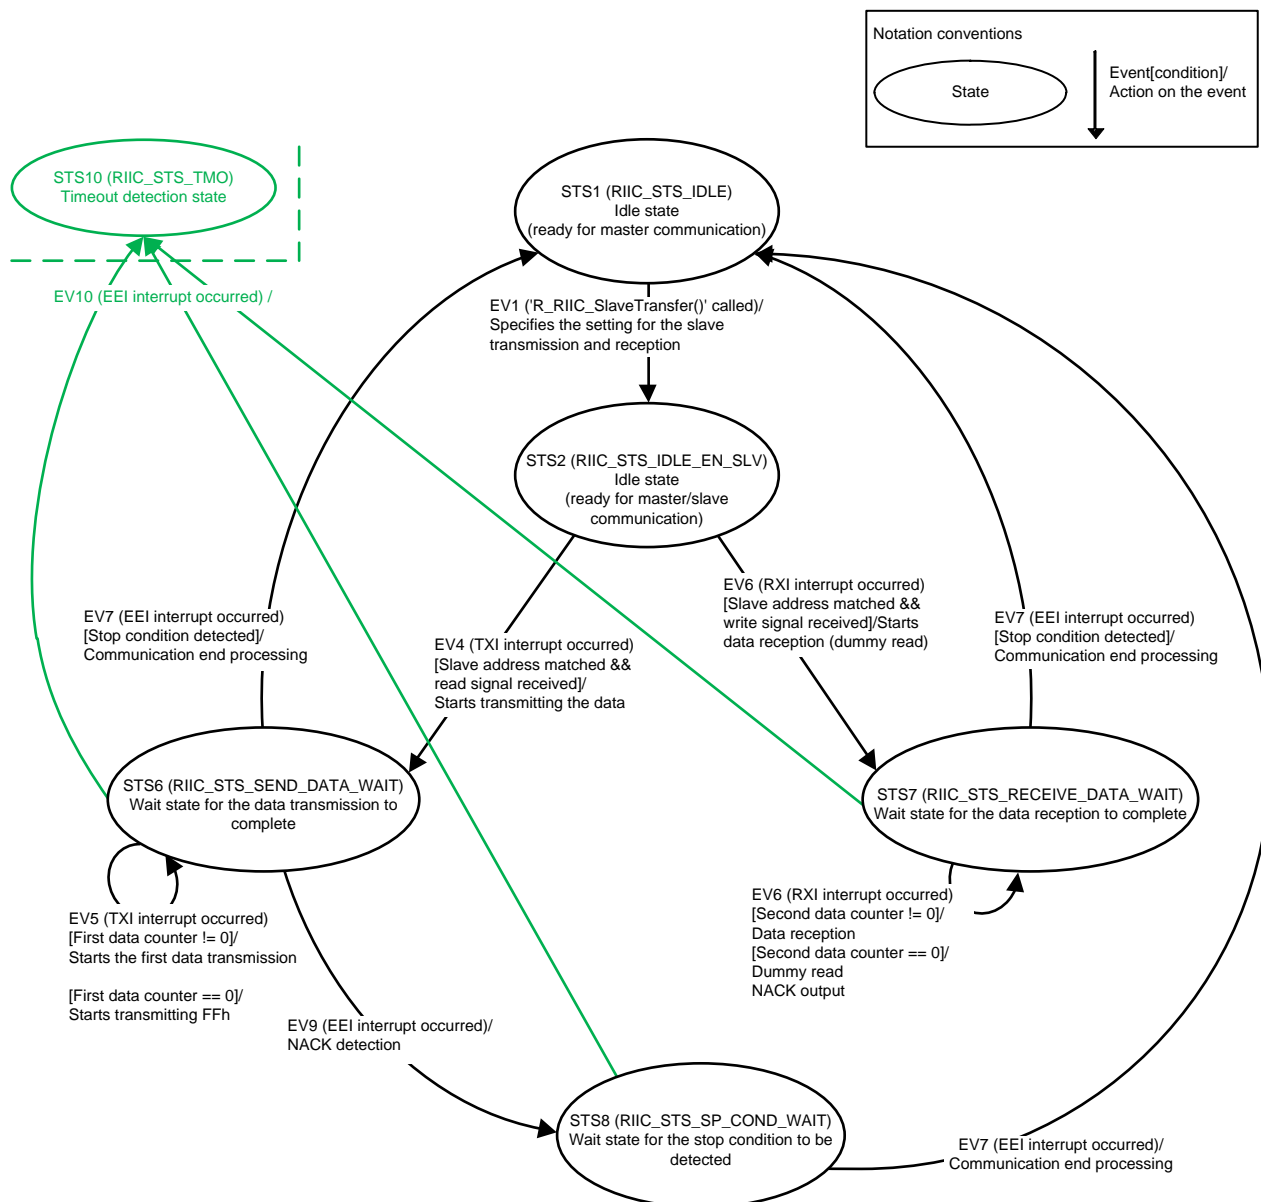 Notation conventions
State
Event[condition]/
Action on the event
STS10 (RIIC_STS_TMO)
Timeout detection state
STS1 (RIIC_STS_IDLE)
Idle state
(ready for master communication)
EV10 (EEI interrupt occurred) /
EV1 ('R_RIIC_SlaveTransfer()' called)/
Specifies the setting for the slave
transmission and reception
STS2 (RIIC_STS_IDLE_EN_SLV)
Idle state
(ready for master/slave
communication)
EV7 (EEI interrupt occurred)
[Stop condition detected]/
Communication end processing
EV4 (TXI interrupt occurred)
[Slave address matched &&
read signal received]/
Starts transmitting the data
EV6 (RXI interrupt occurred)
[Slave address matched &&
write signal received]/Starts
data reception (dummy read)
EV7 (EEI interrupt occurred)
[Stop condition detected]/
Communication end processing
STS6 (RIIC_STS_SEND_DATA_WAIT)
Wait state for the data transmission to
complete
STS7 (RIIC_STS_RECEIVE_DATA_WAIT)
Wait state for the data reception to complete
EV5 (TXI interrupt occurred)
[First data counter != 0]/
Starts the first data transmission
[First data counter == 0]/
Starts transmitting FFh
EV6 (RXI interrupt occurred)
[Second data counter != 0]/
Data reception
[Second data counter == 0]/
Dummy read
NACK output
EV9 (EEI interrupt occurred)/
NACK detection
STS8 (RIIC_STS_SP_COND_WAIT)
Wait state for the stop condition to be
detected
EV7 (EEI interrupt occurred)/
Communication end processing